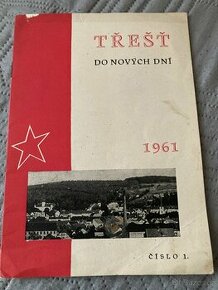 TŘEŠŤ
DO NOVÝCH DNÍ
1961
ČÍSLO 1.